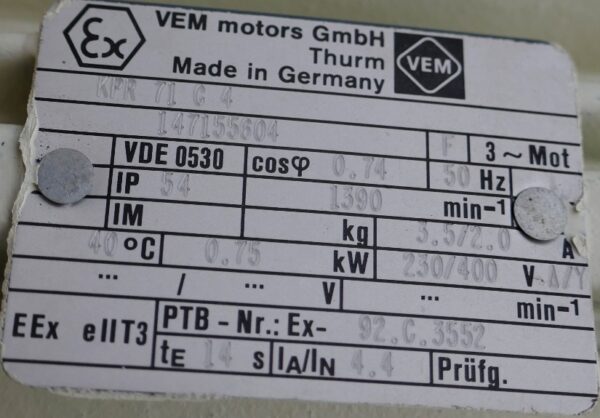 Ex VEM motors GmbH
Thurm
Made in Germany
VEM
KPR 71 C 4
147155604 F 3 ~ Mot
VDE 0530 cosφ 0.74 50 Hz
IP 54 1390 min-1
IM kg 3.5/2.0 A
40 °C 0.75 kW 230/400 V Δ/Y
... / ... V ... min-1
EEx eIIT3 PTB - Nr.: Ex- 92.C.3552
tE 14 s IA/IN 4.4 Prüfg.